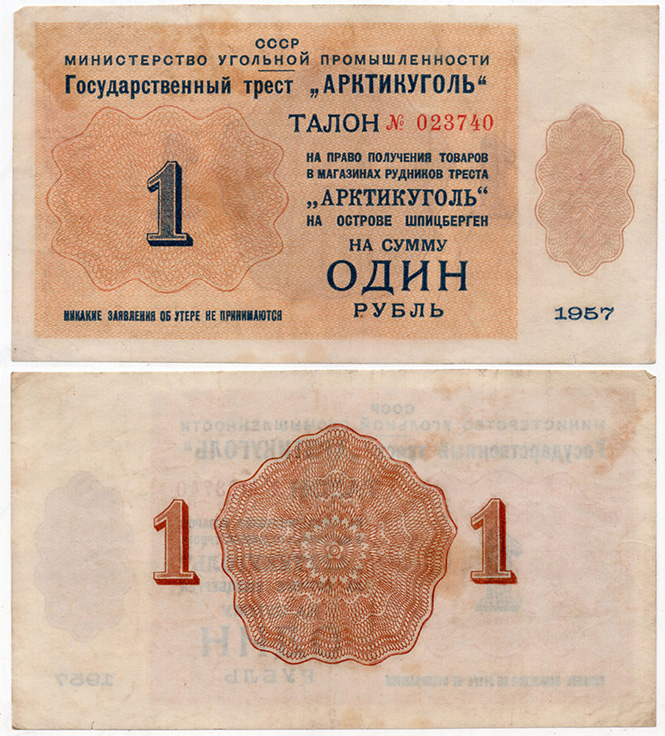 СССР
МИНИСТЕРСТВО УГОЛЬНОЙ ПРОМЫШЛЕННОСТИ
Государственный трест „АРКТИКУГОЛЬ“
ТАЛОН № 023740
НА ПРАВО ПОЛУЧЕНИЯ ТОВАРОВ
В МАГАЗИНАХ РУДНИКОВ ТРЕСТА
„АРКТИКУГОЛЬ“
НА ОСТРОВЕ ШПИЦБЕРГЕН
НА СУММУ
ОДИН
РУБЛЬ
1
НИКАКИЕ ЗАЯВЛЕНИЯ ОБ УТЕРЕ НЕ ПРИНИМАЮТСЯ
1957
1 1